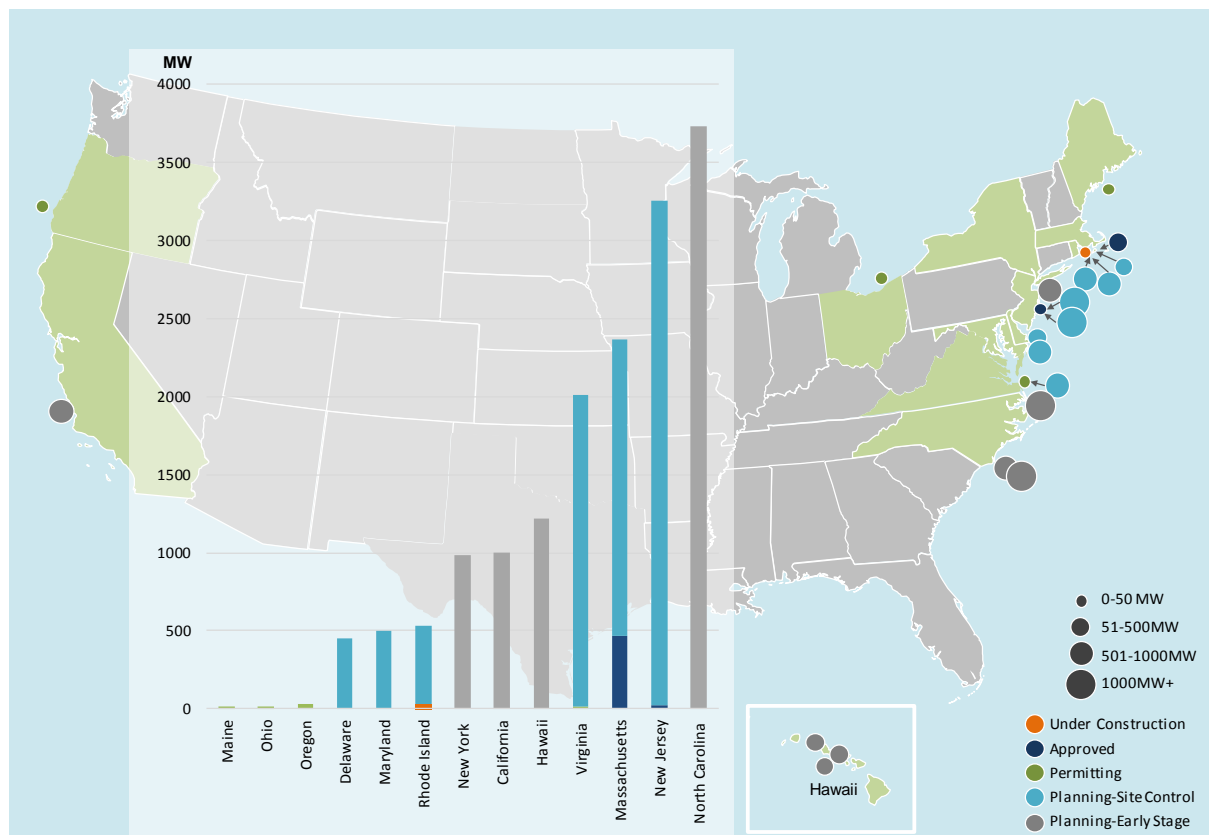 MW
4000
3500
3000
2500
2000
1500
1000
500
0
Maine
Ohio
Oregon
Delaware
Maryland
Rhode Island
New York
California
Hawaii
Virginia
Massachusetts
New Jersey
North Carolina
Hawaii
0-50 MW
51-500MW
501-1000MW
1000MW+
Under Construction
Approved
Permitting
Planning-Site Control
Planning-Early Stage